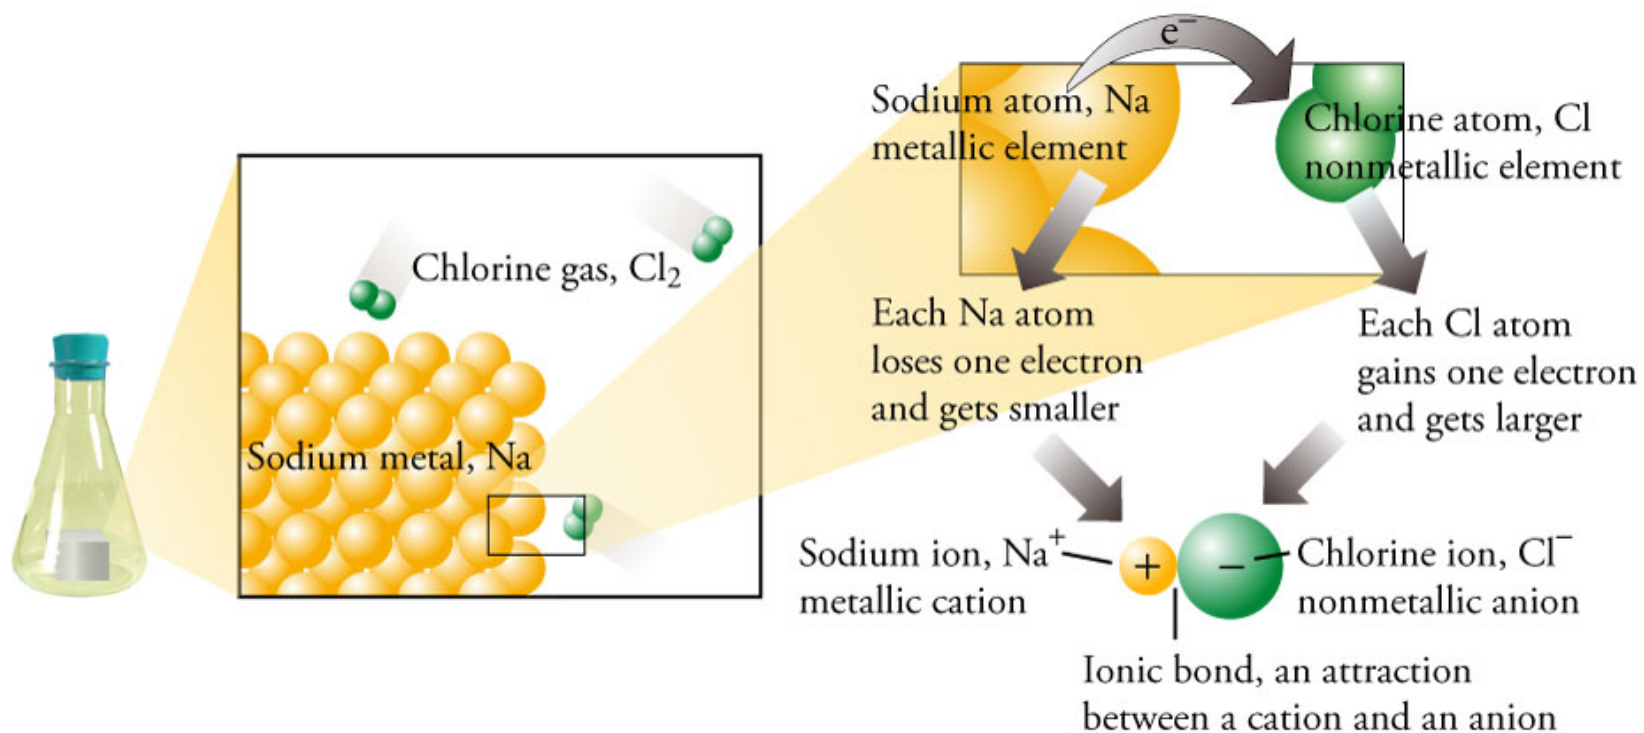 Chlorine gas, Cl₂
Sodium metal, Na
e⁻
Sodium atom, Na
metallic element
Chlorine atom, Cl
nonmetallic element
Each Na atom
loses one electron
and gets smaller
Each Cl atom
gains one electron
and gets larger
Sodium ion, Na⁺
metallic cation
+
−
Chlorine ion, Cl⁻
nonmetallic anion
Ionic bond, an attraction
between a cation and an anion